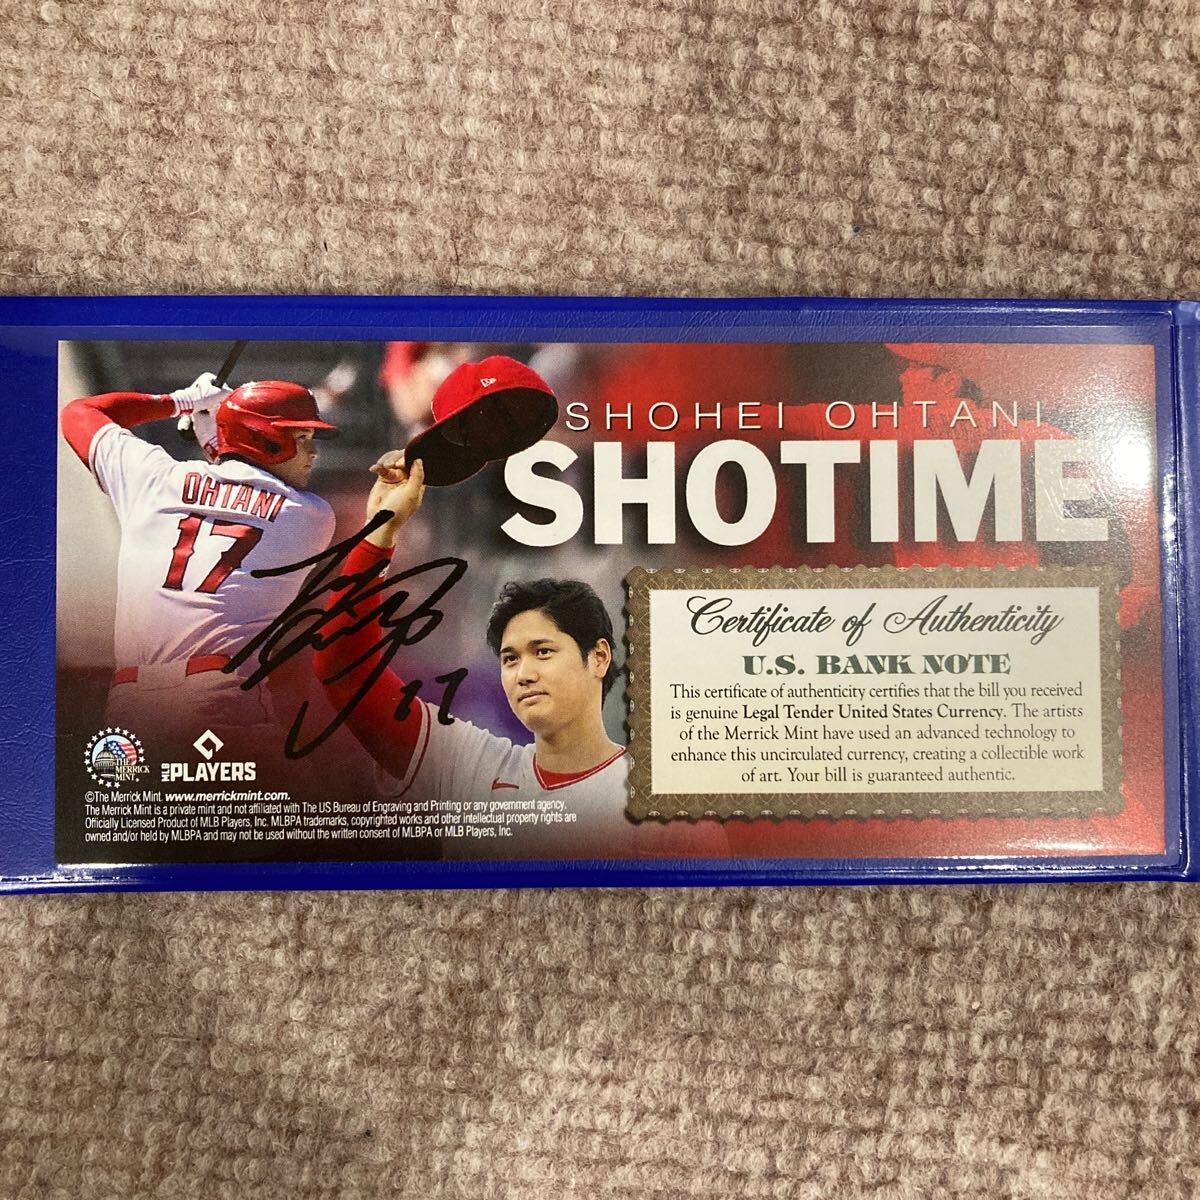 SHOHEI OHTANI
SHOTIME
OHTANI
17
17
Certificate of Authenticity
U.S. BANK NOTE
This certificate of authenticity certifies that the bill you received
is genuine Legal Tender United States Currency. The artists
of the Merrick Mint have used an advanced technology to
enhance this uncirculated currency, creating a collectible work
of art. Your bill is guaranteed authentic.
THE
MERRICK
MINT
MLB PLAYERS
©The Merrick Mint. www.merrickmint.com.
The Merrick Mint is a private mint and not affiliated with The US Bureau of Engraving and Printing or any government agency.
Officially Licensed Product of MLB Players, Inc. MLBPA trademarks, copyrighted works and other intellectual property rights are
owned and/or held by MLBPA and may not be used without the written consent of MLBPA or MLB Players, Inc.